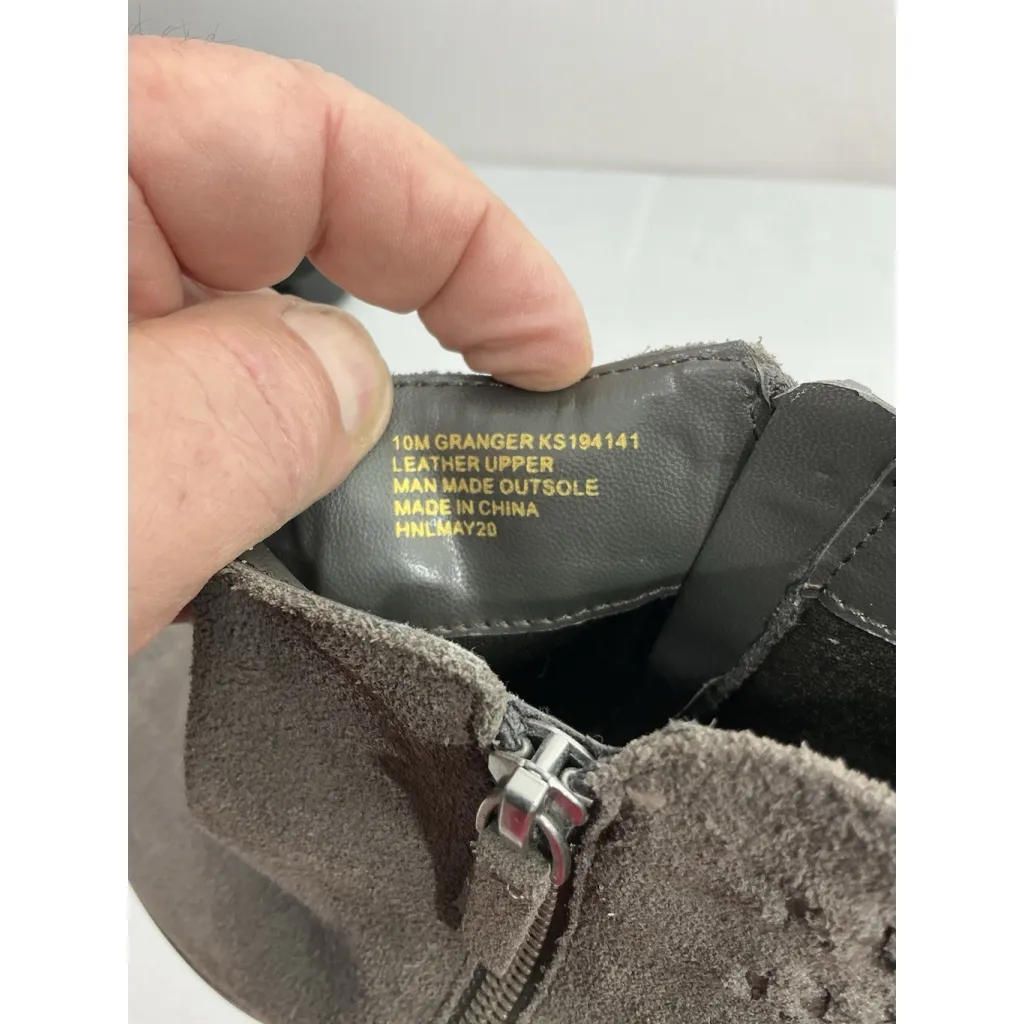 10M GRANGER KS194141
LEATHER UPPER
MAN MADE OUTSOLE
MADE IN CHINA
HNLMAY20